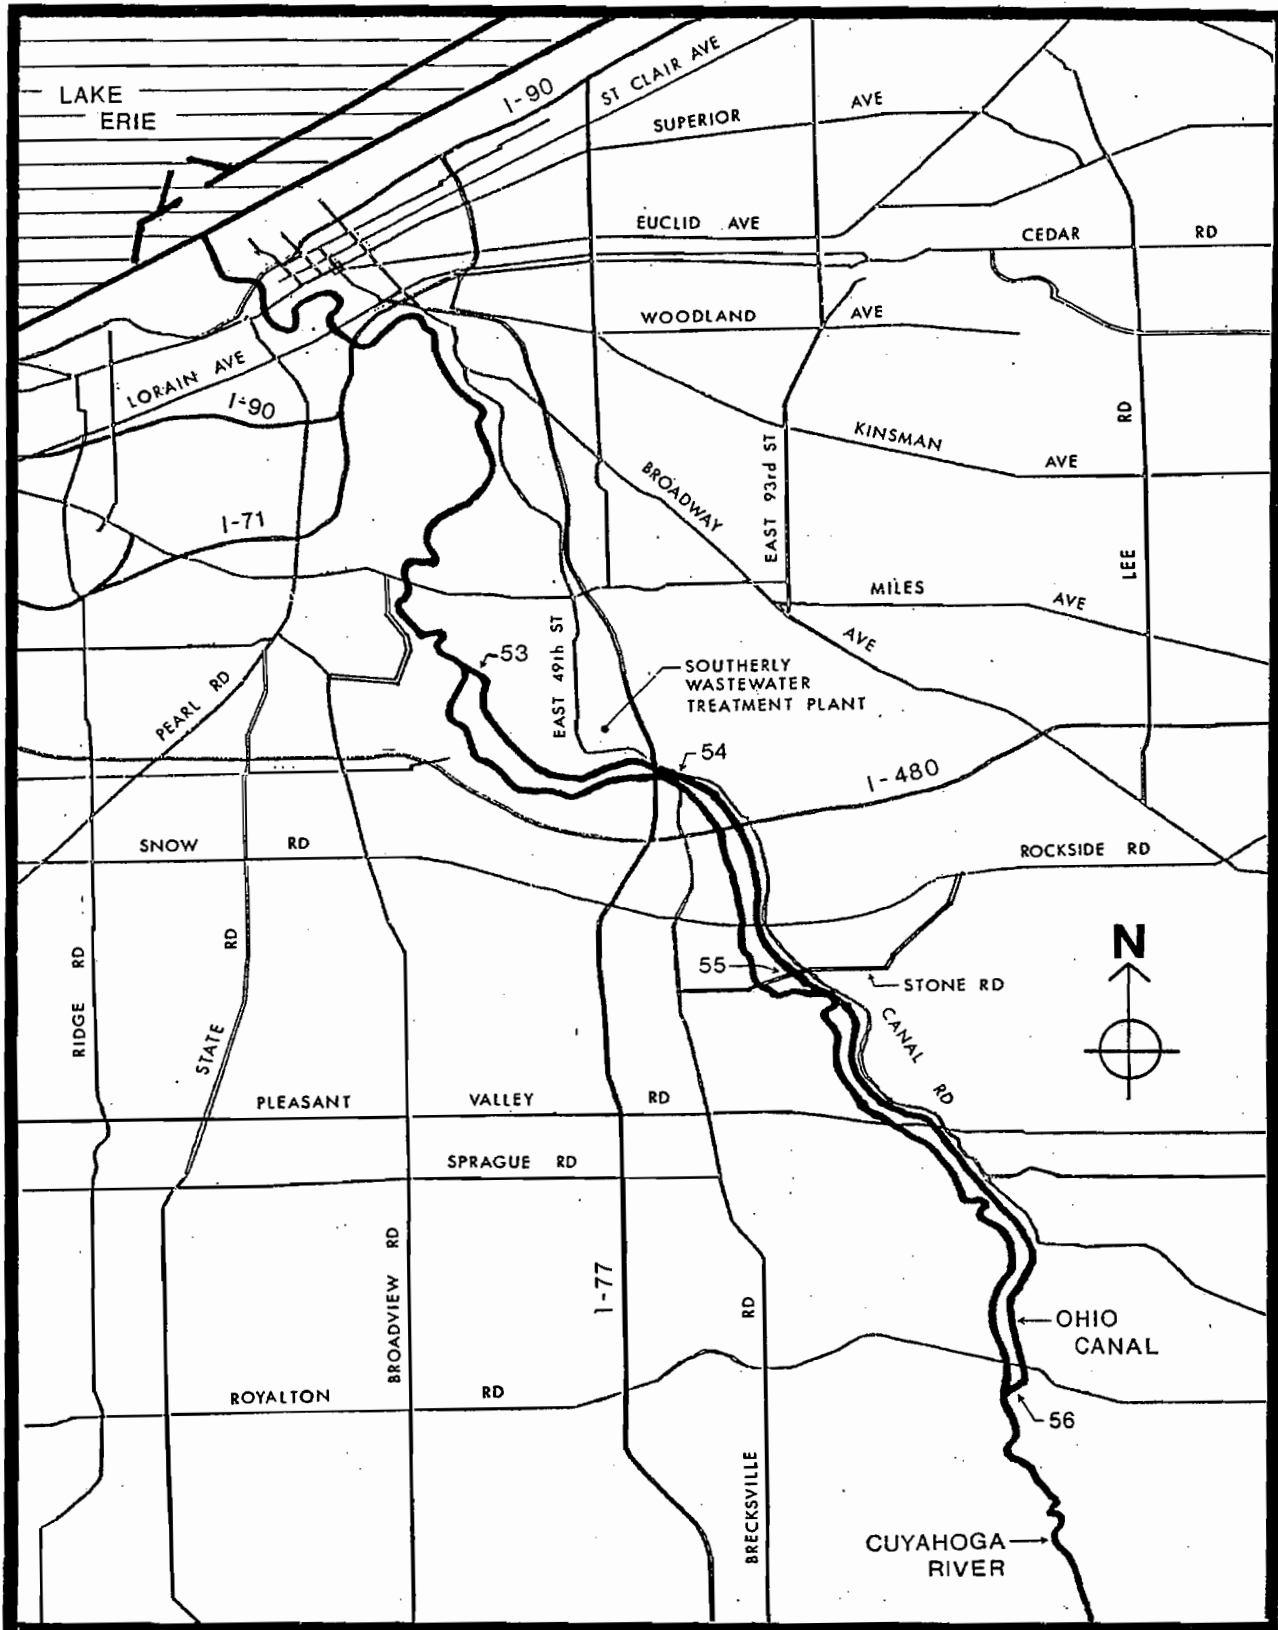 LAKE
ERIE
I-90
ST CLAIR AVE
SUPERIOR AVE
EUCLID AVE
CEDAR RD
WOODLAND AVE
LORAIN AVE
I-90
KINSMAN AVE
EAST 93rd ST
LEE RD
BROADWAY AVE
I-71
MILES AVE
EAST 49th ST
53
SOUTHERLY
WASTEWATER
TREATMENT PLANT
PEARL RD
54
I-480
SNOW RD
ROCKSIDE RD
N
RIDGE RD
STATE RD
55
STONE RD
CANAL RD
PLEASANT VALLEY RD
SPRAGUE RD
BROADVIEW RD
I-77
BRECKSVILLE RD
OHIO
CANAL
ROYALTON RD
56
CUYAHOGA
RIVER